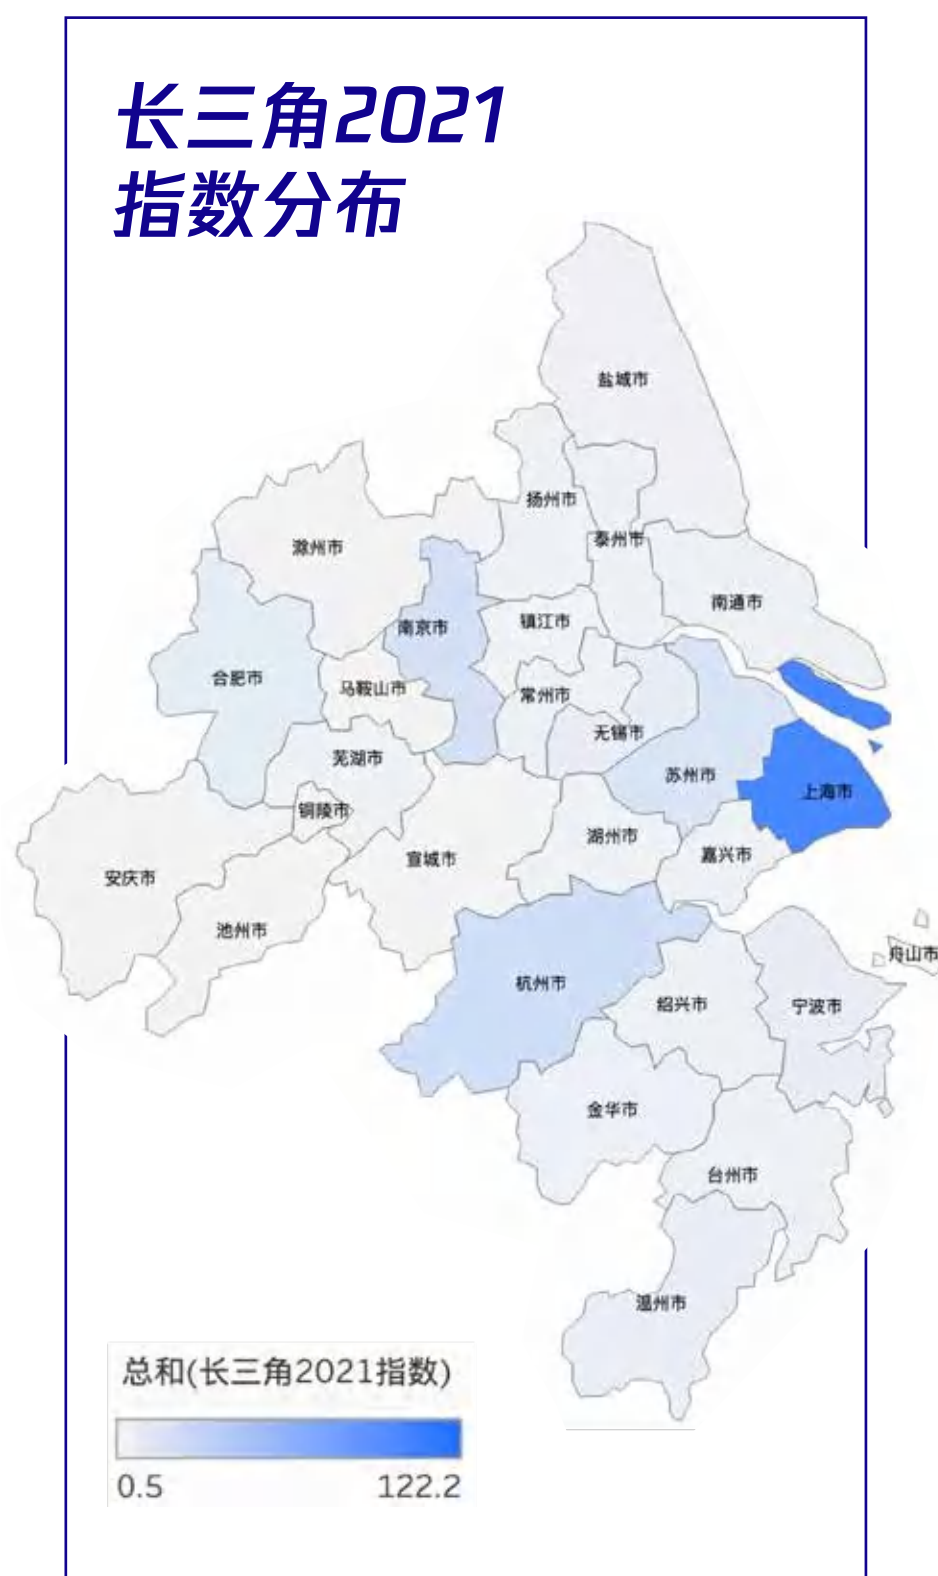 长三角2021
指数分布
盐城市
扬州市
滁州市
泰州市
南通市
镇江市
南京市
合肥市
马鞍山市
常州市
无锡市
芜湖市
苏州市
上海市
铜陵市
湖州市
嘉兴市
宣城市
安庆市
池州市
舟山市
杭州市
绍兴市
宁波市
金华市
台州市
温州市
总和(长三角2021指数)
0.5 122.2